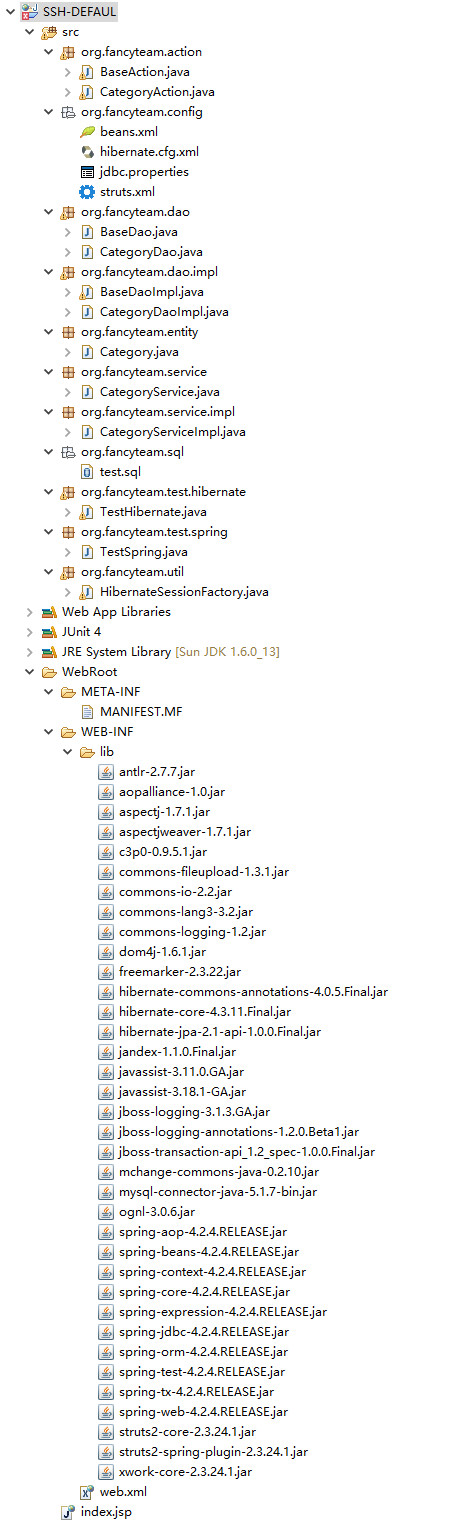 SSH-DEFAUL
src
org.fancyteam.action
BaseAction.java
CategoryAction.java
org.fancyteam.config
beans.xml
hibernate.cfg.xml
jdbc.properties
struts.xml
org.fancyteam.dao
BaseDao.java
CategoryDao.java
org.fancyteam.dao.impl
BaseDaoImpl.java
CategoryDaoImpl.java
org.fancyteam.entity
Category.java
org.fancyteam.service
CategoryService.java
org.fancyteam.service.impl
CategoryServiceImpl.java
org.fancyteam.sql
test.sql
org.fancyteam.test.hibernate
TestHibernate.java
org.fancyteam.test.spring
TestSpring.java
org.fancyteam.util
HibernateSessionFactory.java
Web App Libraries
JUnit 4
JRE System Library [Sun JDK 1.6.0_13]
WebRoot
META-INF
MANIFEST.MF
WEB-INF
lib
antlr-2.7.7.jar
aopalliance-1.0.jar
aspectj-1.7.1.jar
aspectjweaver-1.7.1.jar
c3p0-0.9.5.1.jar
commons-fileupload-1.3.1.jar
commons-io-2.2.jar
commons-lang3-3.2.jar
commons-logging-1.2.jar
dom4j-1.6.1.jar
freemarker-2.3.22.jar
hibernate-commons-annotations-4.0.5.Final.jar
hibernate-core-4.3.11.Final.jar
hibernate-jpa-2.1-api-1.0.0.Final.jar
jandex-1.1.0.Final.jar
javassist-3.11.0.GA.jar
javassist-3.18.1-GA.jar
jboss-logging-3.1.3.GA.jar
jboss-logging-annotations-1.2.0.Beta1.jar
jboss-transaction-api_1.2_spec-1.0.0.Final.jar
mchange-commons-java-0.2.10.jar
mysql-connector-java-5.1.7-bin.jar
ognl-3.0.6.jar
spring-aop-4.2.4.RELEASE.jar
spring-beans-4.2.4.RELEASE.jar
spring-context-4.2.4.RELEASE.jar
spring-core-4.2.4.RELEASE.jar
spring-expression-4.2.4.RELEASE.jar
spring-jdbc-4.2.4.RELEASE.jar
spring-orm-4.2.4.RELEASE.jar
spring-test-4.2.4.RELEASE.jar
spring-tx-4.2.4.RELEASE.jar
spring-web-4.2.4.RELEASE.jar
struts2-core-2.3.24.1.jar
struts2-spring-plugin-2.3.24.1.jar
xwork-core-2.3.24.1.jar
web.xml
index.jsp